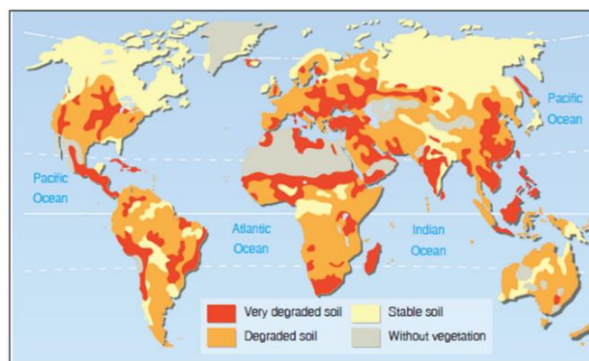 Pacific
Ocean
Pacific
Ocean
Atlantic
Ocean
Indian
Ocean
Very degraded soil
Stable soil
Degraded soil
Without vegetation